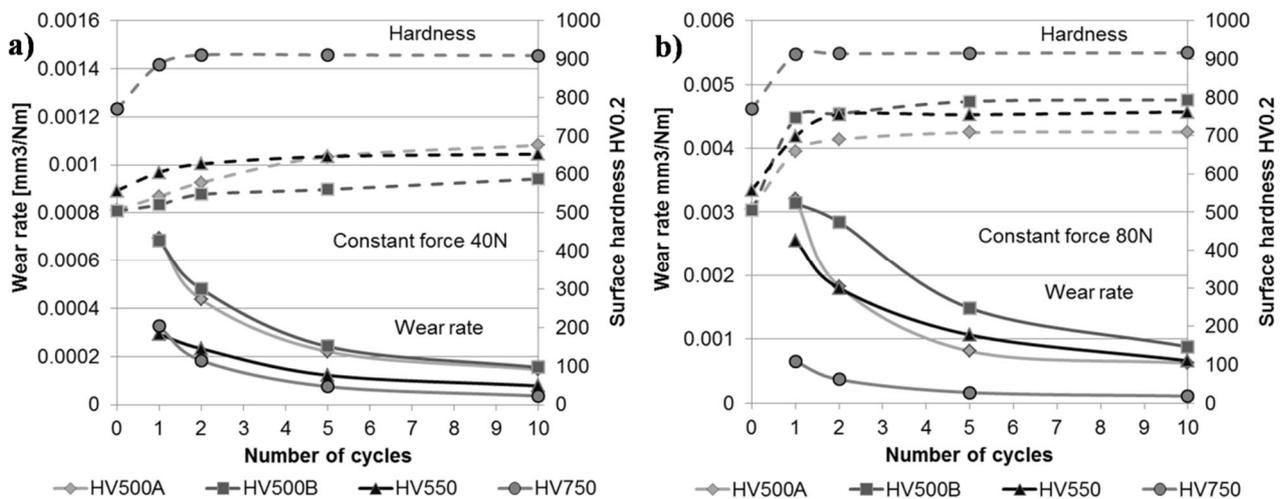 a)
Wear rate [mm3/Nm]
0.0016
0.0014
0.0012
0.001
0.0008
0.0006
0.0004
0.0002
0
Hardness
Constant force 40N
Wear rate
1000
900
800
700
600
500
400
300
200
100
0
Surface hardness HV0.2
0 1 2 3 4 5 6 7 8 9 10
Number of cycles
HV500A HV500B HV550 HV750
b)
Wear rate mm3/Nm
0.006
0.005
0.004
0.003
0.002
0.001
0
Hardness
Constant force 80N
Wear rate
1000
900
800
700
600
500
400
300
200
100
0
Surface hardness HV0.2
0 1 2 3 4 5 6 7 8 9 10
Number of cycles
HV500A HV500B HV550 HV750